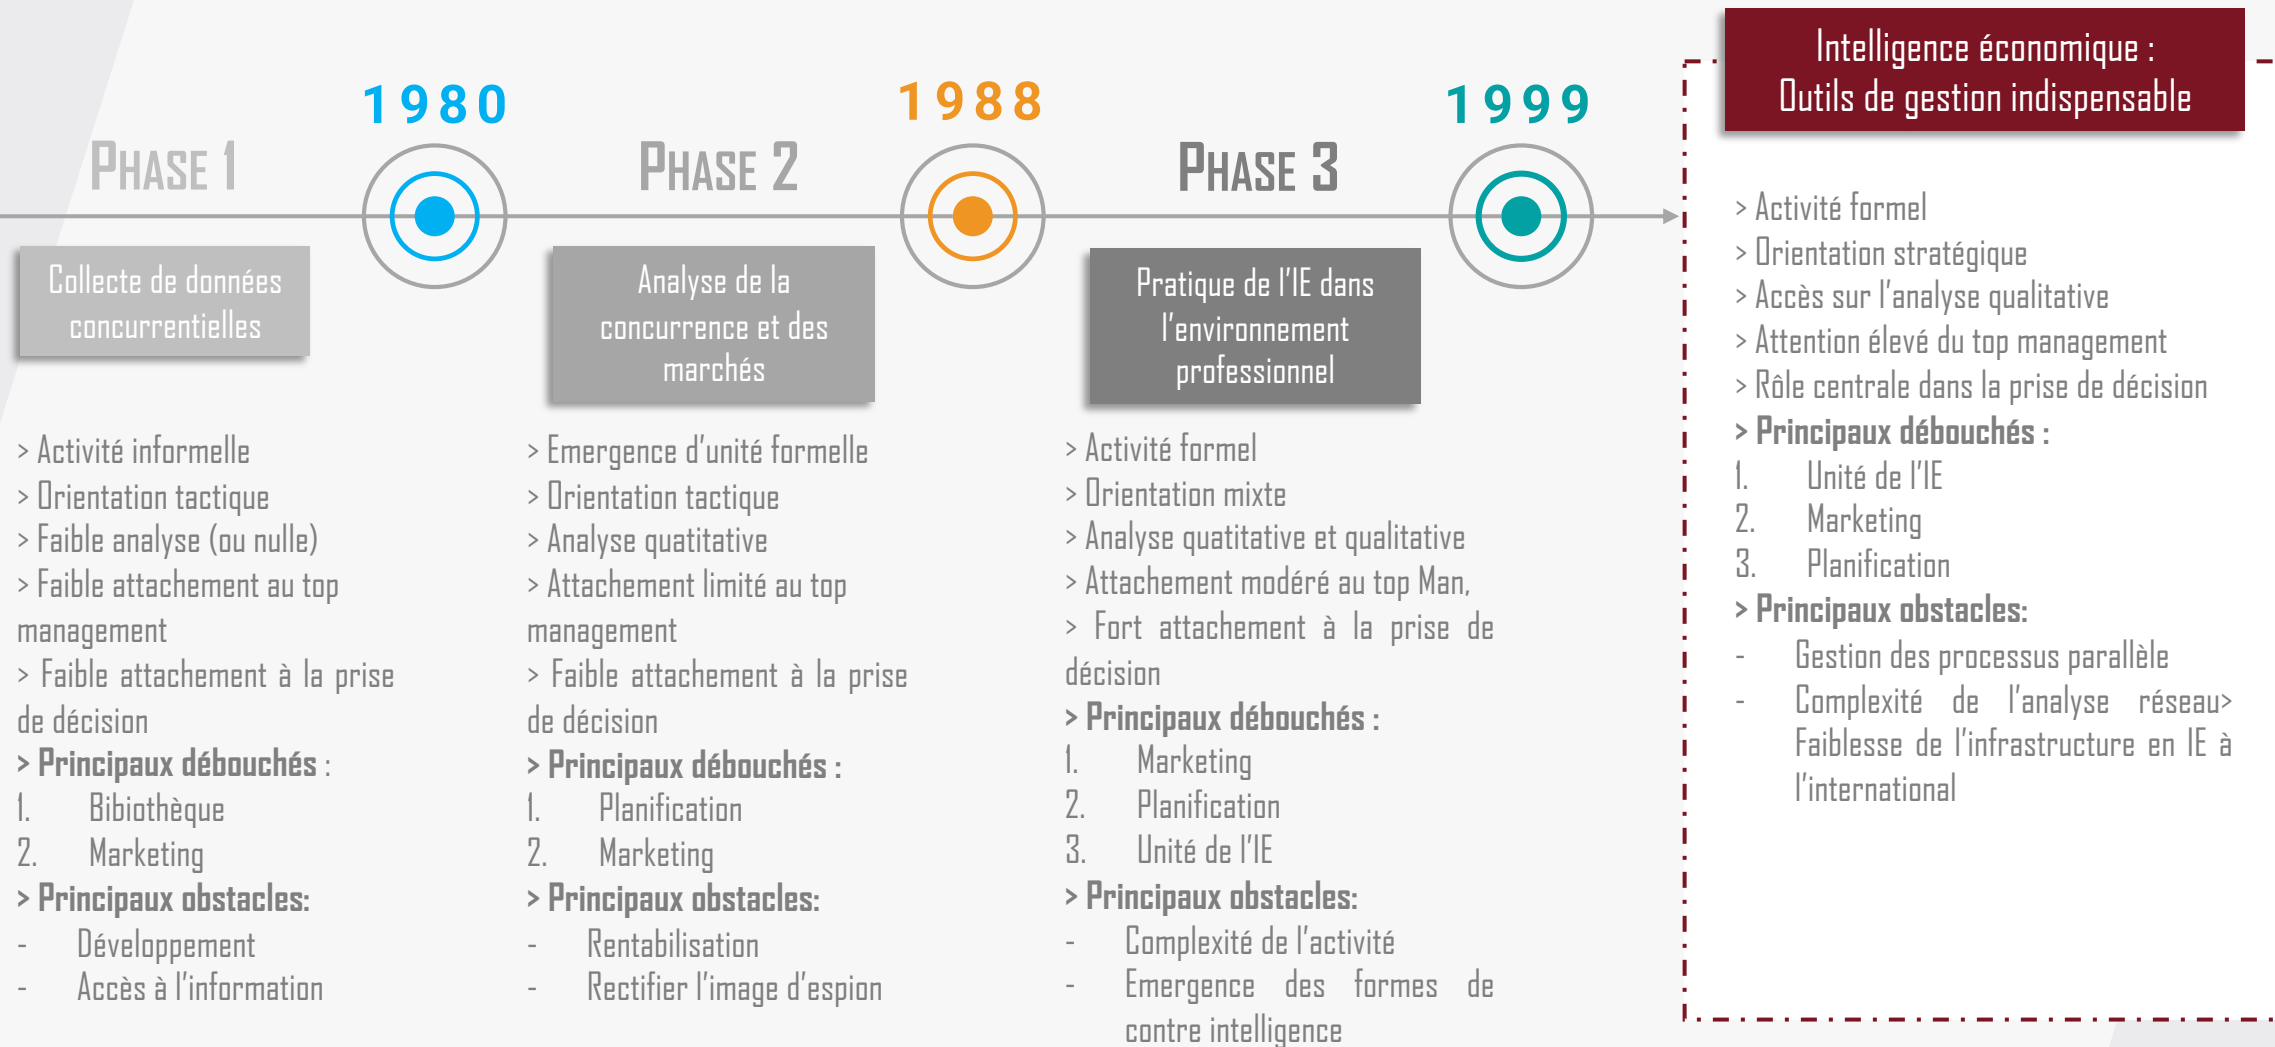 PHASE 1
1980
Collecte de données
concurrentielles
> Activité informelle
> Orientation tactique
> Faible analyse (ou nulle)
> Faible attachement au top
management
> Faible attachement à la prise
de décision
> Principaux débouchés :
1. Bibiothèque
2. Marketing
> Principaux obstacles:
- Développement
- Accès à l'information
PHASE 2
1988
Analyse de la
concurrence et des
marchés
> Emergence d'unité formelle
> Orientation tactique
> Analyse quatitative
> Attachement limité au top
management
> Faible attachement à la prise
de décision
> Principaux débouchés :
1. Planification
2. Marketing
> Principaux obstacles:
- Rentabilisation
- Rectifier l'image d'espion
PHASE 3
1999
Pratique de l'IE dans
l'environnement
professionnel
> Activité formel
> Orientation mixte
> Analyse quatitative et qualitative
> Attachement modéré au top Man,
> Fort attachement à la prise de
décision
> Principaux débouchés :
1. Marketing
2. Planification
3. Unité de l'IE
> Principaux obstacles:
- Complexité de l'activité
- Emergence des formes de
contre intelligence
Intelligence économique :
Outils de gestion indispensable
> Activité formel
> Orientation stratégique
> Accès sur l'analyse qualitative
> Attention élevé du top management
> Rôle centrale dans la prise de décision
> Principaux débouchés :
1. Unité de l'IE
2. Marketing
3. Planification
> Principaux obstacles:
- Gestion des processus parallèle
- Complexité de l'analyse réseau>
Faiblesse de l'infrastructure en IE à
l'international